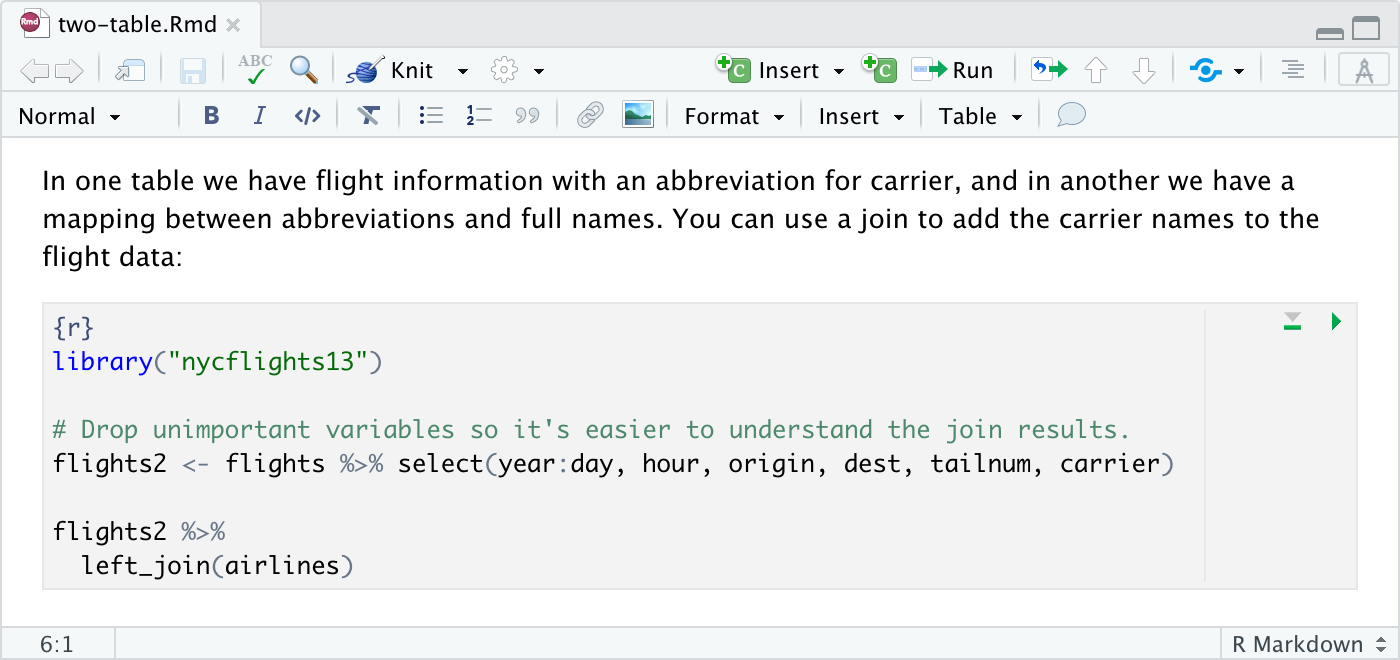 Rmd two-table.Rmd
ABC Knit C Insert C Run
Normal B I </> T 1 2 Format Insert Table
In one table we have flight information with an abbreviation for carrier, and in another we have a
mapping between abbreviations and full names. You can use a join to add the carrier names to the
flight data:
{r}
library("nycflights13")
# Drop unimportant variables so it's easier to understand the join results.
flights2 <- flights %>% select(year:day, hour, origin, dest, tailnum, carrier)
flights2 %>%
  left_join(airlines)
6:1 R Markdown